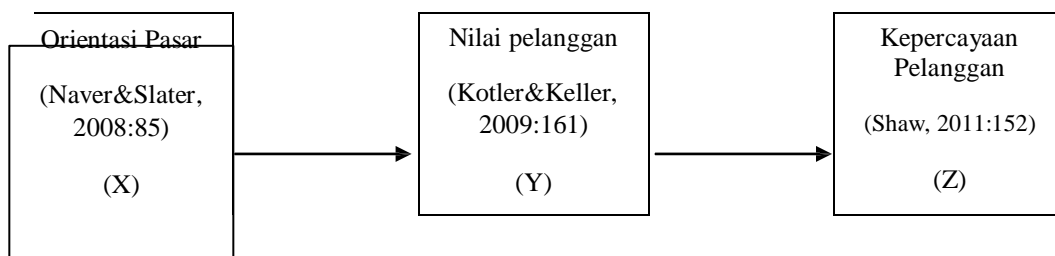 Orientasi Pasar
(Naver&Slater,
2008:85)
(X)
Nilai pelanggan
(Kotler&Keller,
2009:161)
(Y)
Kepercayaan
Pelanggan
(Shaw, 2011:152)
(Z)